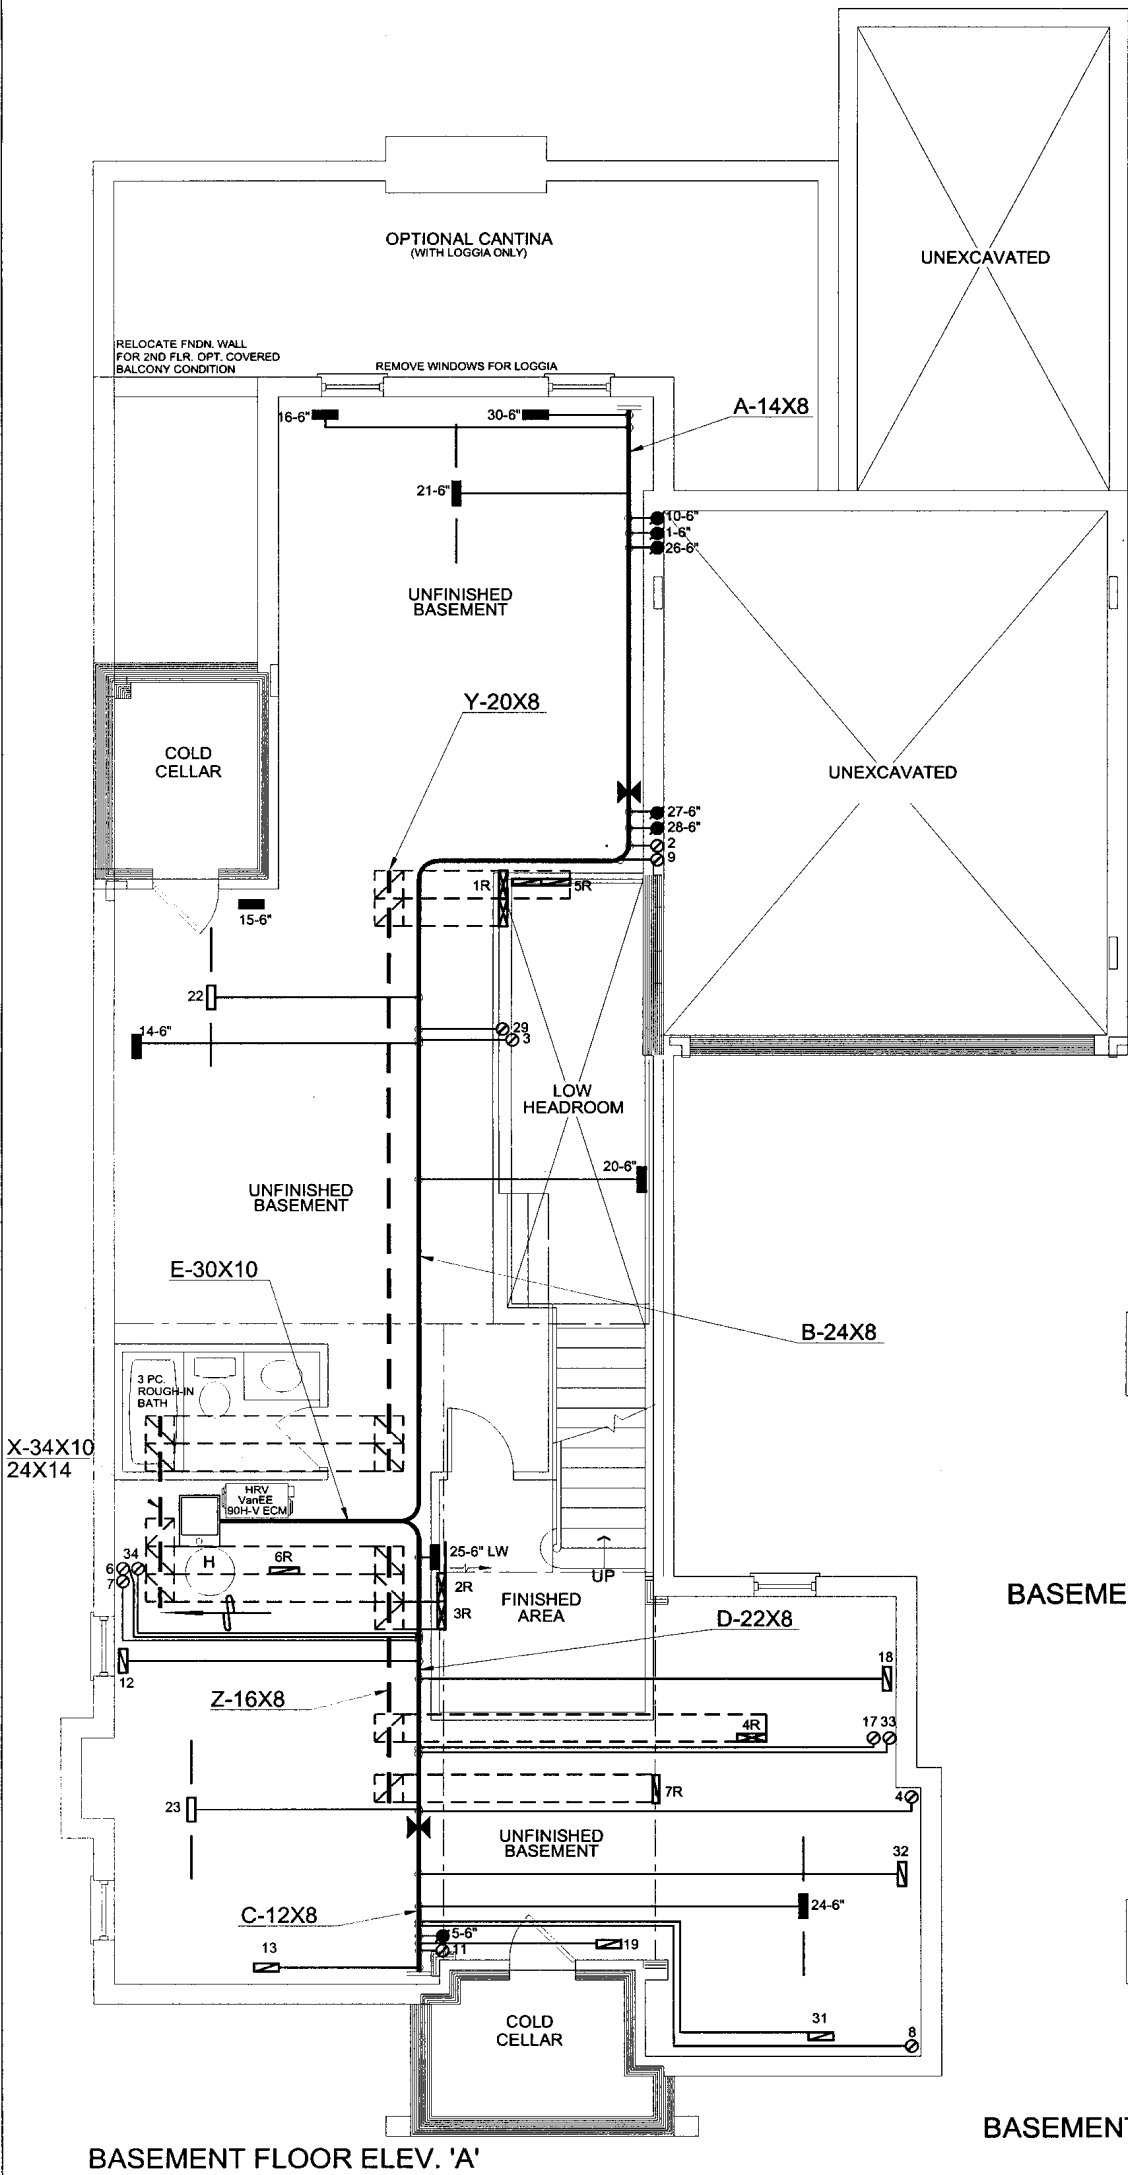 OPTIONAL CANTINA
(WITH LOGGIA ONLY)
UNEXCAVATED
RELOCATE FNDN. WALL
FOR 2ND FLR. OPT. COVERED
BALCONY CONDITION
REMOVE WINDOWS FOR LOGGIA
16-6"
30-6"
A-14X8
21-6"
10-6"
1-6"
26-6"
UNFINISHED
BASEMENT
Y-20X8
COLD
CELLAR
UNEXCAVATED
27-6"
28-6"
2
9
1R
5R
15-6"
22
14-6"
29
3
LOW
HEADROOM
20-6"
UNFINISHED
BASEMENT
E-30X10
B-24X8
3 PC.
ROUGH-IN
BATH
X-34X10
24X14
HRV
VanEE
90H-V ECM
H
6R
25-6" LW
UP
6
34
7
2R
3R
FINISHED
AREA
BASEME
D-22X8
12
18
Z-16X8
4R
17
33
7R
4
23
UNFINISHED
BASEMENT
32
24-6"
C-12X8
5-6"
11
19
13
COLD
CELLAR
31
8
BASEMENT
BASEMENT FLOOR ELEV. 'A'